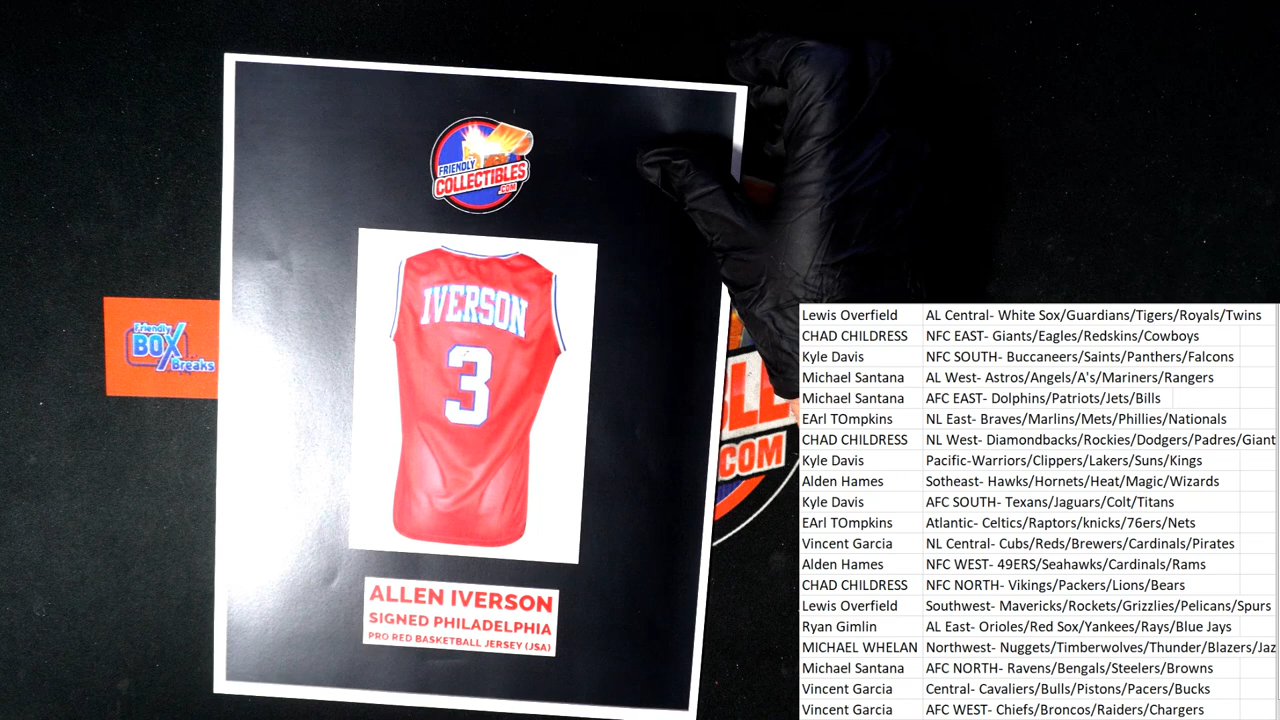 FRIENDLY
COLLECTIBLES
.COM
IVERSON
3
ALLEN IVERSON
SIGNED PHILADELPHIA
PRO RED BASKETBALL JERSEY (JSA)
Friendly
BOX
Breaks
LL
COM
Lewis Overfield AL Central- White Sox/Guardians/Tigers/Royals/Twins
CHAD CHILDRESS NFC EAST- Giants/Eagles/Redskins/Cowboys
Kyle Davis NFC SOUTH- Buccaneers/Saints/Panthers/Falcons
Michael Santana AL West- Astros/Angels/A's/Mariners/Rangers
Michael Santana AFC EAST- Dolphins/Patriots/Jets/Bills
EArl TOmpkins NL East- Braves/Marlins/Mets/Phillies/Nationals
CHAD CHILDRESS NL West- Diamondbacks/Rockies/Dodgers/Padres/Giant
Kyle Davis Pacific-Warriors/Clippers/Lakers/Suns/Kings
Alden Hames Sotheast- Hawks/Hornets/Heat/Magic/Wizards
Kyle Davis AFC SOUTH- Texans/Jaguars/Colt/Titans
EArl TOmpkins Atlantic- Celtics/Raptors/knicks/76ers/Nets
Vincent Garcia NL Central- Cubs/Reds/Brewers/Cardinals/Pirates
Alden Hames NFC WEST- 49ERS/Seahawks/Cardinals/Rams
CHAD CHILDRESS NFC NORTH- Vikings/Packers/Lions/Bears
Lewis Overfield Southwest- Mavericks/Rockets/Grizzlies/Pelicans/Spurs
Ryan Gimlin AL East- Orioles/Red Sox/Yankees/Rays/Blue Jays
MICHAEL WHELAN Northwest- Nuggets/Timberwolves/Thunder/Blazers/Jaz
Michael Santana AFC NORTH- Ravens/Bengals/Steelers/Browns
Vincent Garcia Central- Cavaliers/Bulls/Pistons/Pacers/Bucks
Vincent Garcia AFC WEST- Chiefs/Broncos/Raiders/Chargers